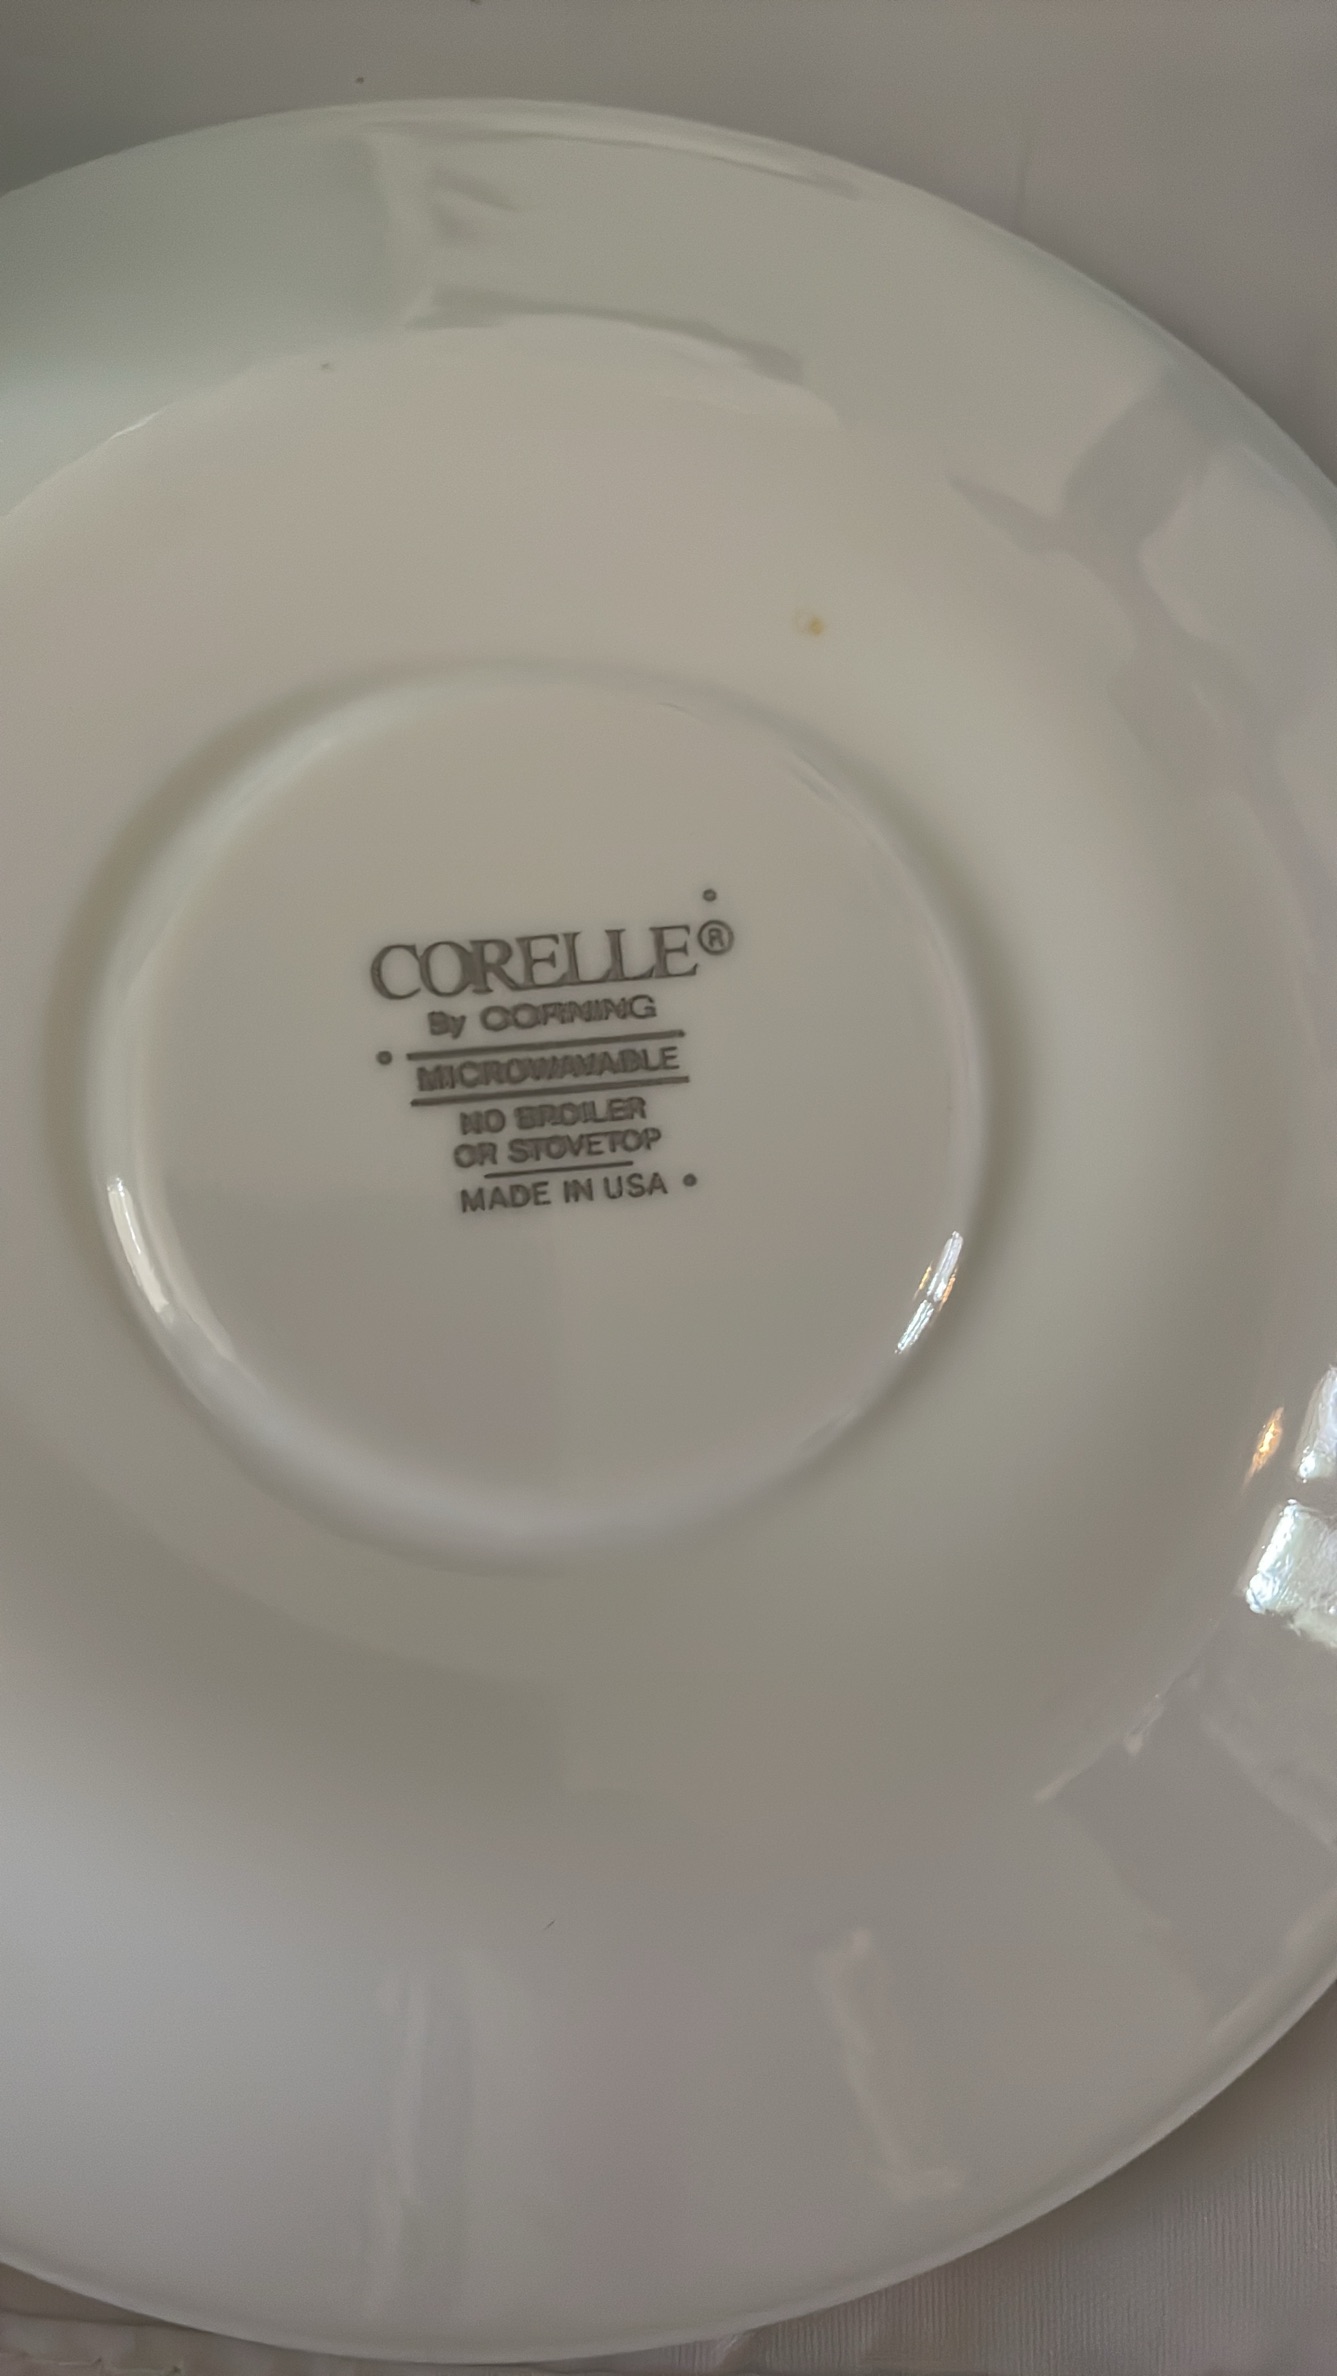 CORELLE®
By CORNING
MICROWAVABLE
NO BROILER
OR STOVETOP
MADE IN USA